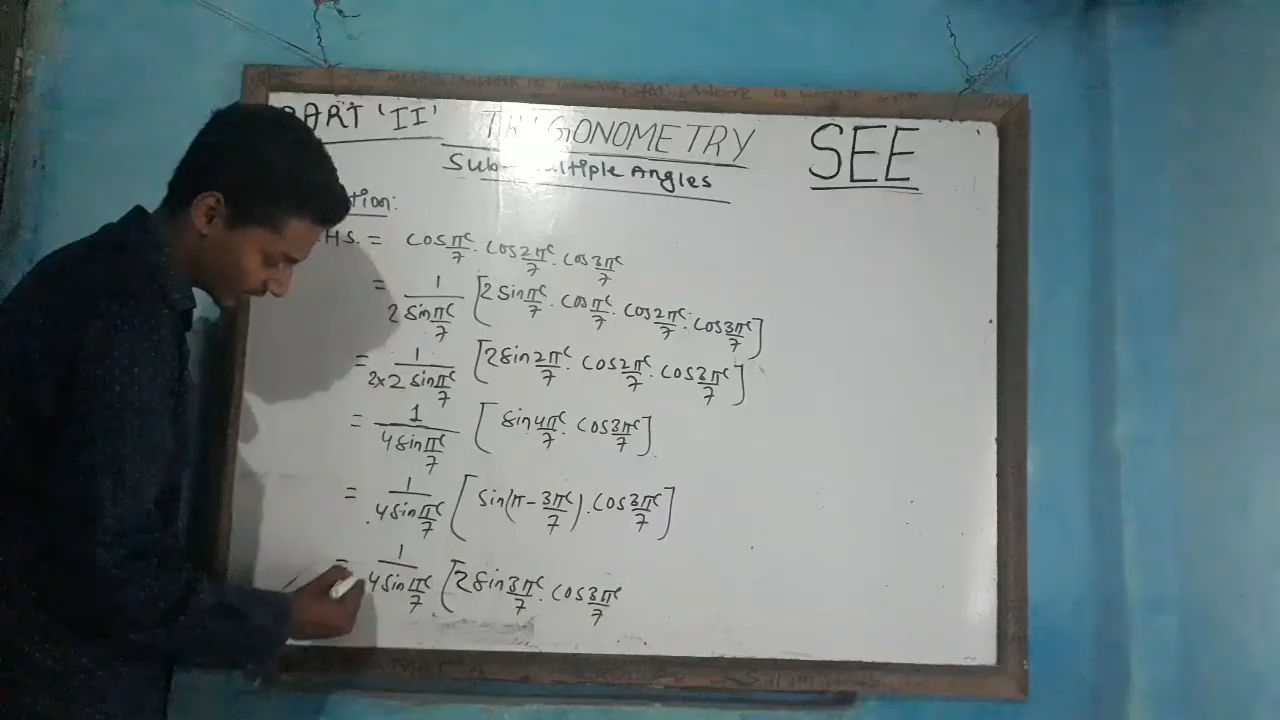 PART 'II' TRIGONOMETRY SEE
Sub-multiple Angles
tion:
H.S. = cos π^c/7 . cos 2π^c/7 . cos 3π^c/7
= 1/(2 sin π^c/7) [2 sin π^c/7 . cos π^c/7 . cos 2π^c/7 . cos 3π^c/7]
= 1/(2×2 sin π^c/7) [2 sin 2π^c/7 . cos 2π^c/7 . cos 3π^c/7]
= 1/(4 sin π^c/7) [sin 4π^c/7 . cos 3π^c/7]
= 1/(4 sin π^c/7) [sin(π - 3π^c/7) . cos 3π^c/7]
= 1/(4 sin π^c/7) [2 sin 3π^c/7 . cos 3π^c/7